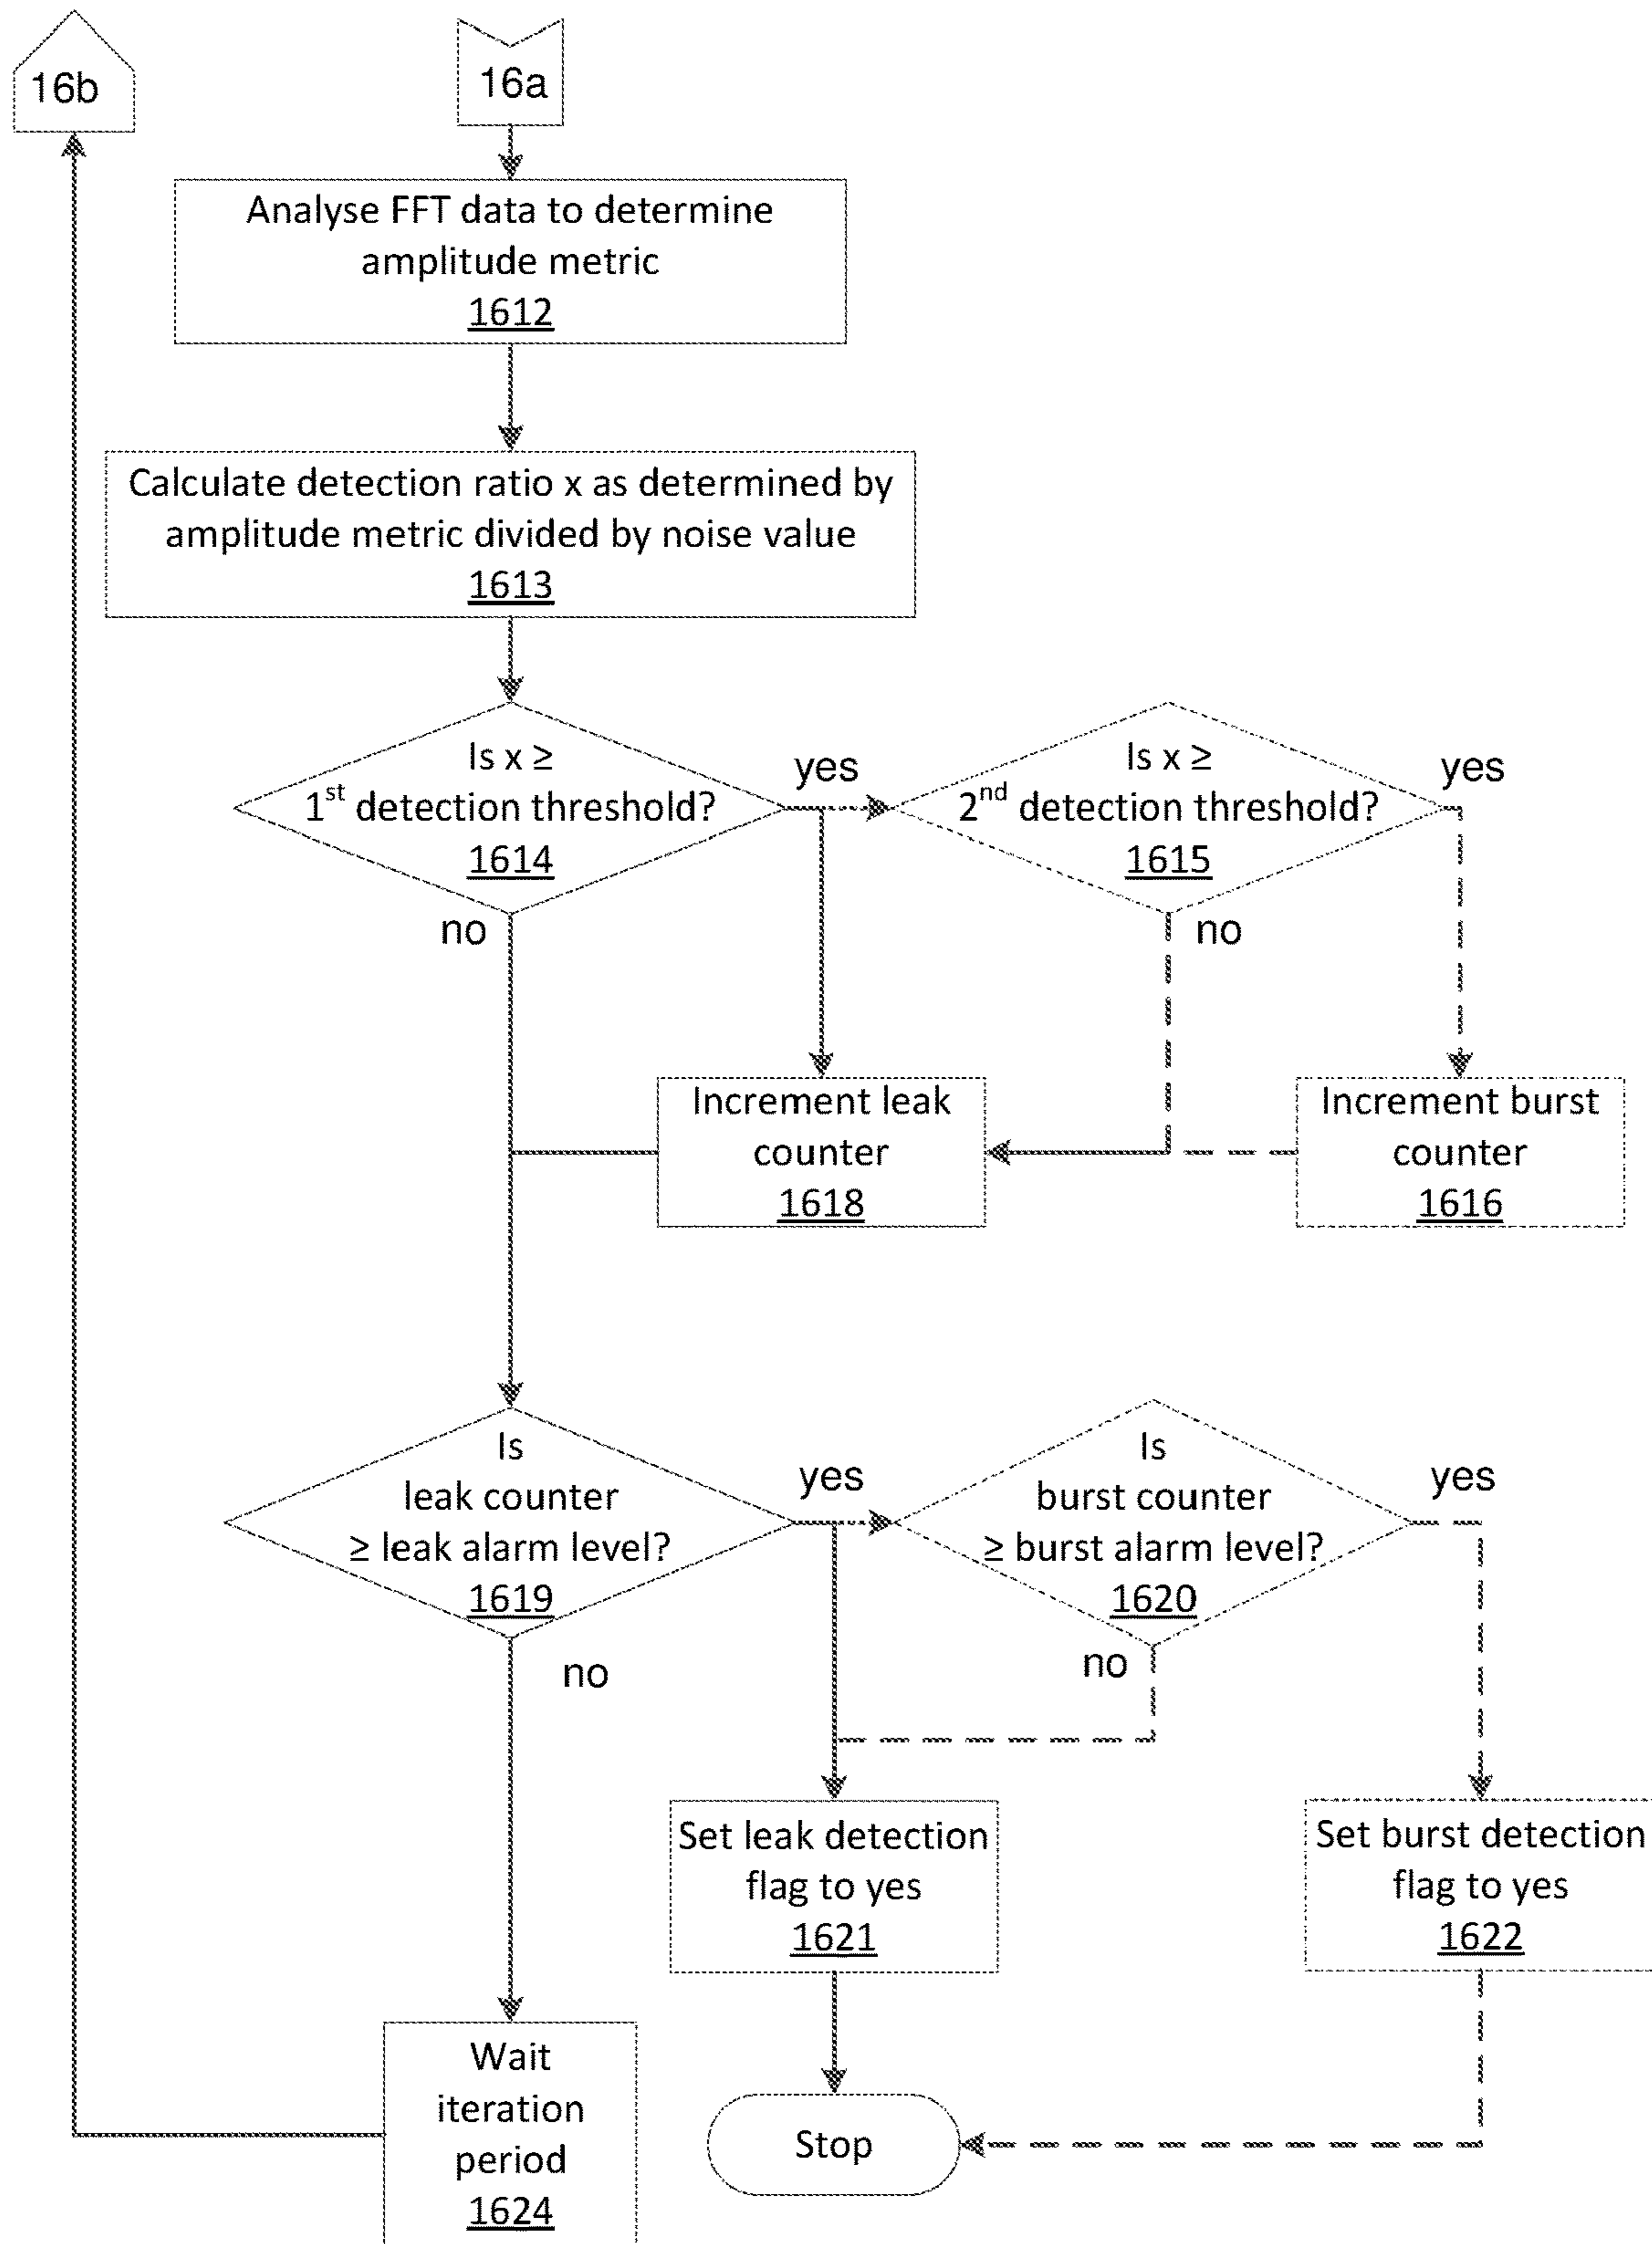 16b
16a
Analyse FFT data to determine
amplitude metric
1612
Calculate detection ratio x as determined by
amplitude metric divided by noise value
1613
Is x ≥
1st detection threshold?
1614
yes
no
Is x ≥
2nd detection threshold?
1615
yes
no
Increment leak
counter
1618
Increment burst
counter
1616
Is
leak counter
≥ leak alarm level?
1619
yes
no
Is
burst counter
≥ burst alarm level?
1620
yes
no
Set leak detection
flag to yes
1621
Set burst detection
flag to yes
1622
Wait
iteration
period
1624
Stop